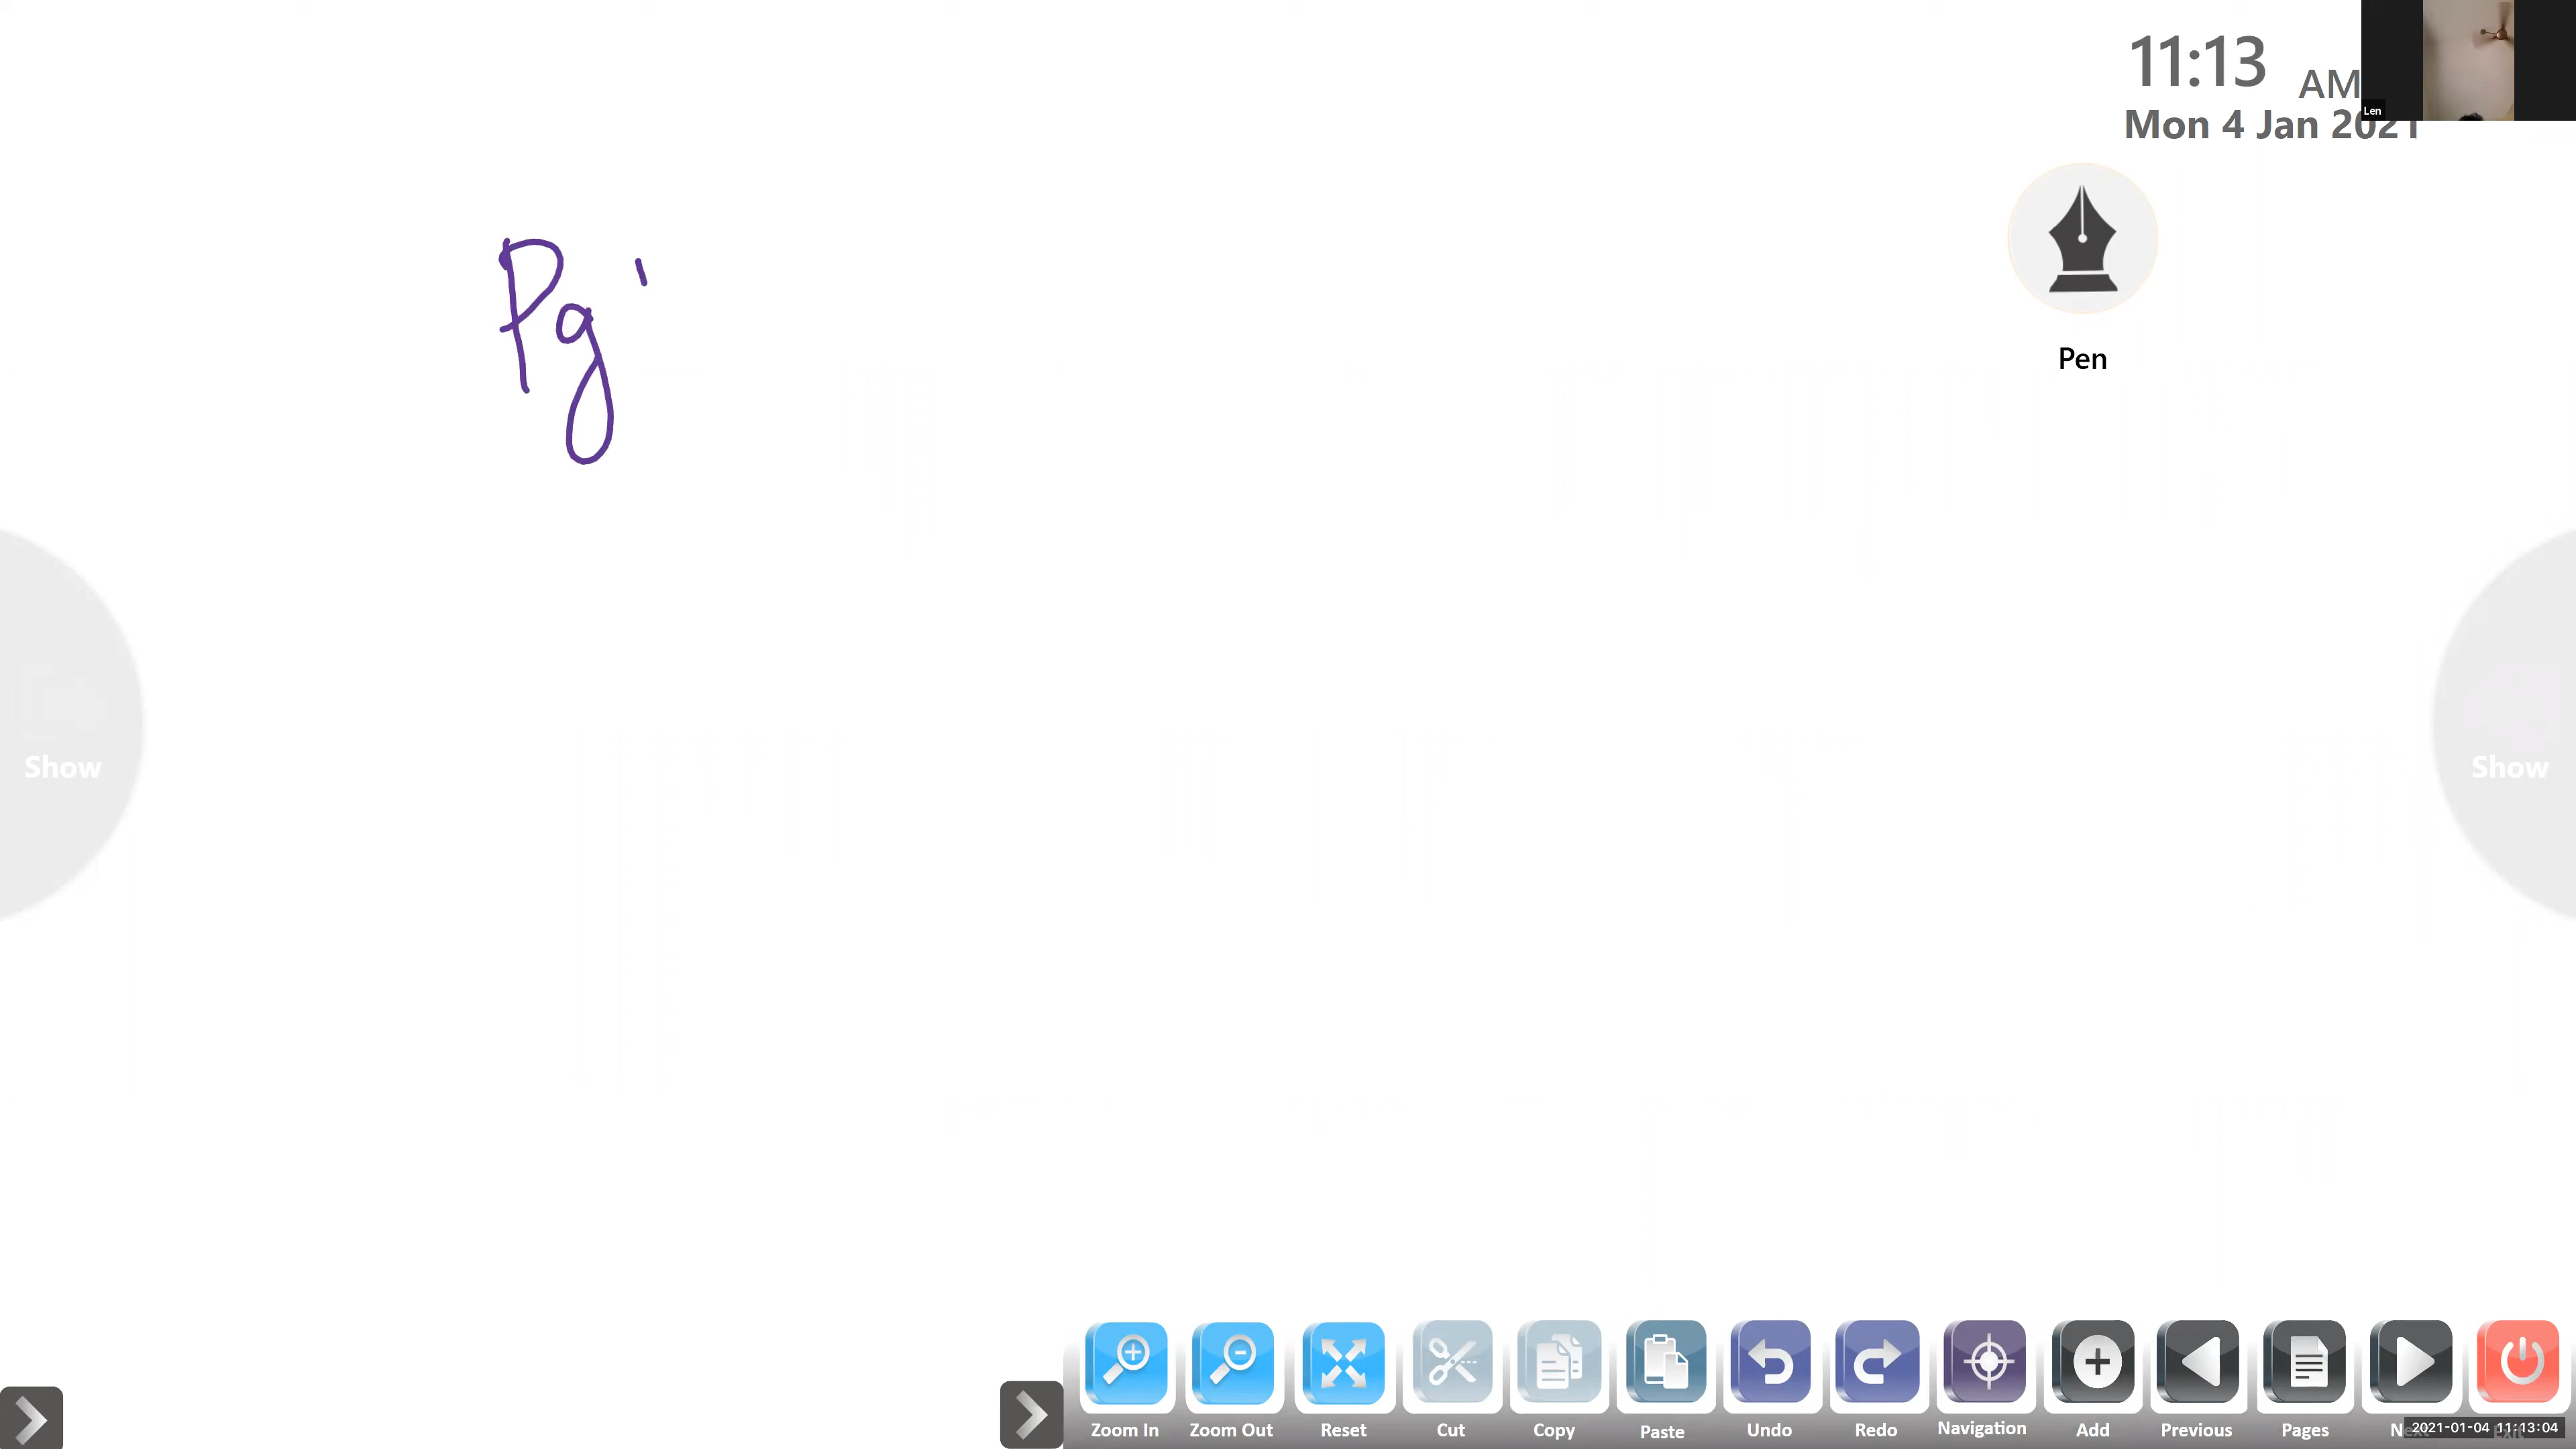 11:13 AM
Len
Mon 4 Jan 2021
Pg '
Pen
Show
Show
Zoom In Zoom Out Reset Cut Copy Paste Undo Redo Navigation Add Previous Pages
2021-01-04 11:13:04